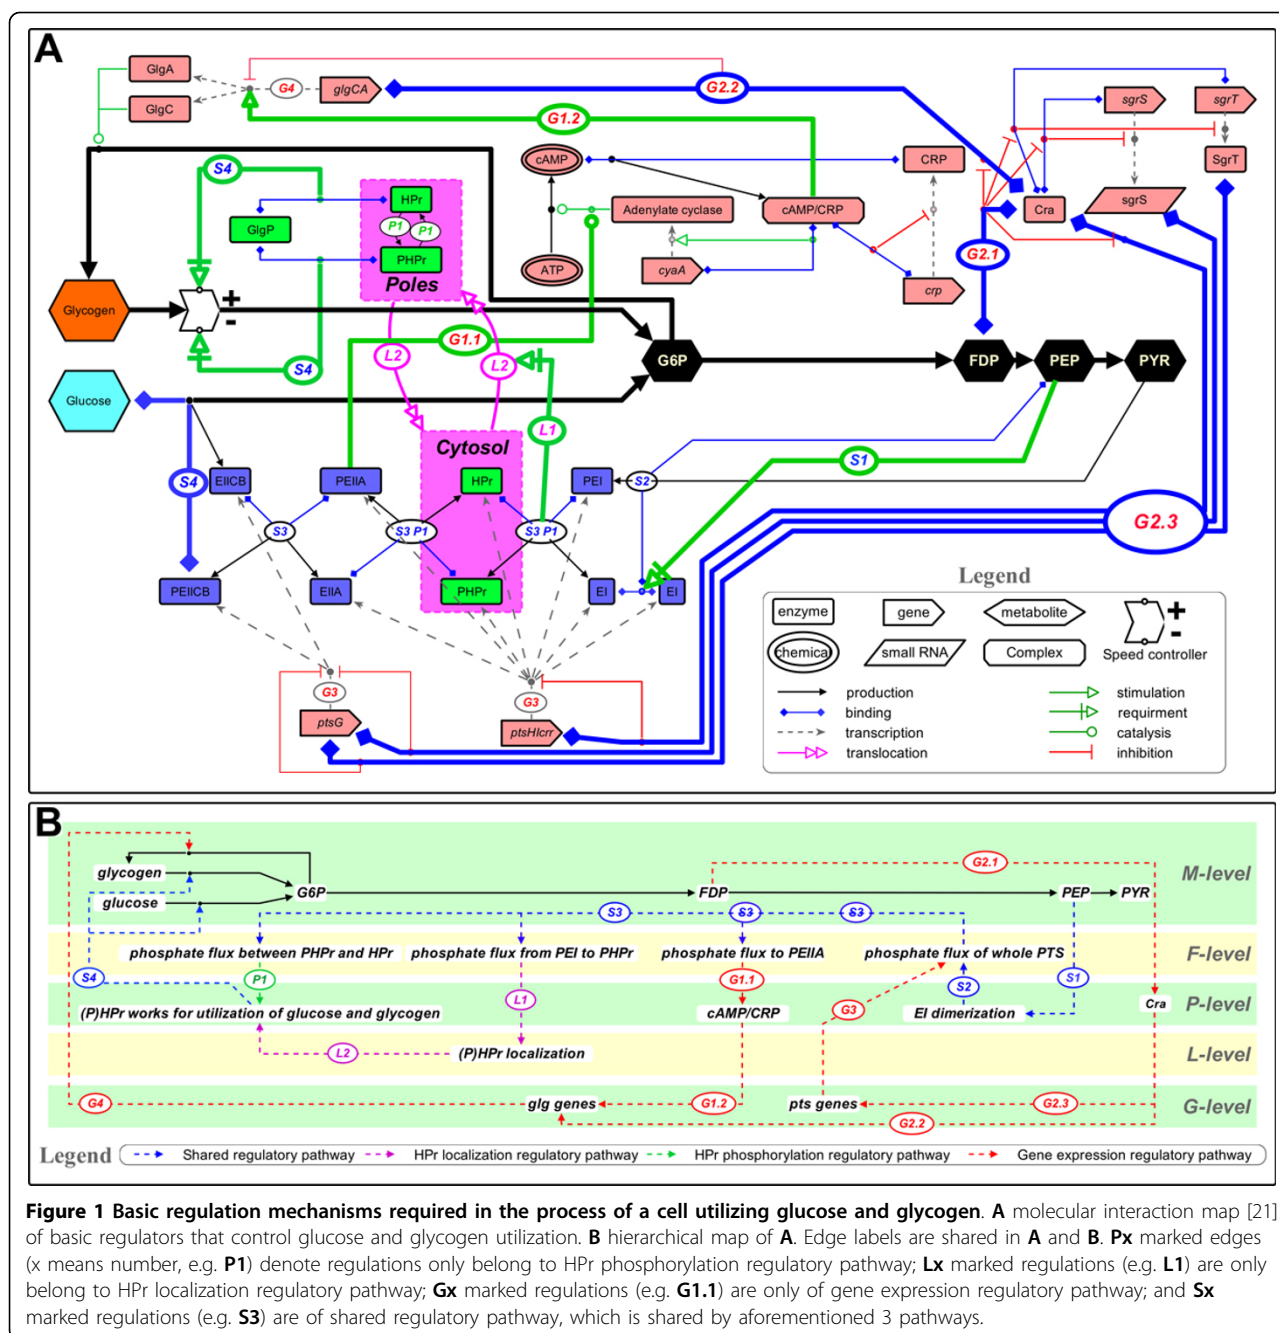 A
GlgA
GlgC
G4
glgCA
G2.2
G1.2
sgrS
sgrT
S4
cAMP
CRP
SgrT
HPr
P1
P1
PHPr
Poles
GlgP
Adenylate cyclase
cAMP/CRP
Cra
sgrS
ATP
cyaA
crp
G2.1
Glycogen
+
-
S4
G1.1
L2
L2
G6P
FDP
PEP
PYR
Glucose
L1
Cytosol
S1
S4
EIICB
PEIIA
HPr
PEI
S2
S3
S3 P1
S3 P1
G2.3
PEIICB
EIIA
PHPr
EI
EI
G3
ptsG
G3
ptsHIcrr
Legend
enzyme
gene
metabolite
+
-
chemical
small RNA
Complex
Speed controller
production
stimulation
binding
requirment
transcription
catalysis
translocation
inhibition
B
glycogen
glucose
G6P
FDP
G2.1
PEP
PYR
M-level
S3
S3
S3
phosphate flux between PHPr and HPr
phosphate flux from PEI to PHPr
phosphate flux to PEIIA
phosphate flux of whole PTS
F-level
S4
P1
L1
G1.1
S2
S1
(P)HPr works for utilization of glucose and glycogen
cAMP/CRP
G3
EI dimerization
Cra
P-level
L2
(P)HPr localization
L-level
G4
glg genes
G1.2
pts genes
G2.3
G2.2
G-level
Legend
Shared regulatory pathway
HPr localization regulatory pathway
HPr phosphorylation regulatory pathway
Gene expression regulatory pathway
Figure 1 Basic regulation mechanisms required in the process of a cell utilizing glucose and glycogen. A molecular interaction map [21]
of basic regulators that control glucose and glycogen utilization. B hierarchical map of A. Edge labels are shared in A and B. Px marked edges
(x means number, e.g. P1) denote regulations only belong to HPr phosphorylation regulatory pathway; Lx marked regulations (e.g. L1) are only
belong to HPr localization regulatory pathway; Gx marked regulations (e.g. G1.1) are only of gene expression regulatory pathway; and Sx
marked regulations (e.g. S3) are of shared regulatory pathway, which is shared by aforementioned 3 pathways.